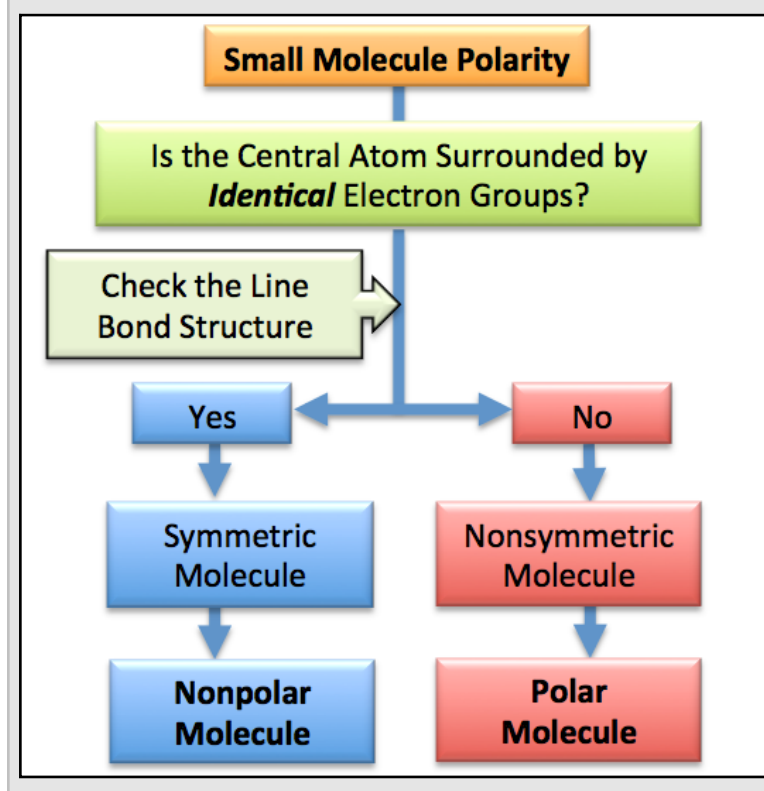 Small Molecule Polarity
Is the Central Atom Surrounded by
Identical Electron Groups?
Check the Line
Bond Structure
Yes
No
Symmetric
Molecule
Nonsymmetric
Molecule
Nonpolar
Molecule
Polar
Molecule